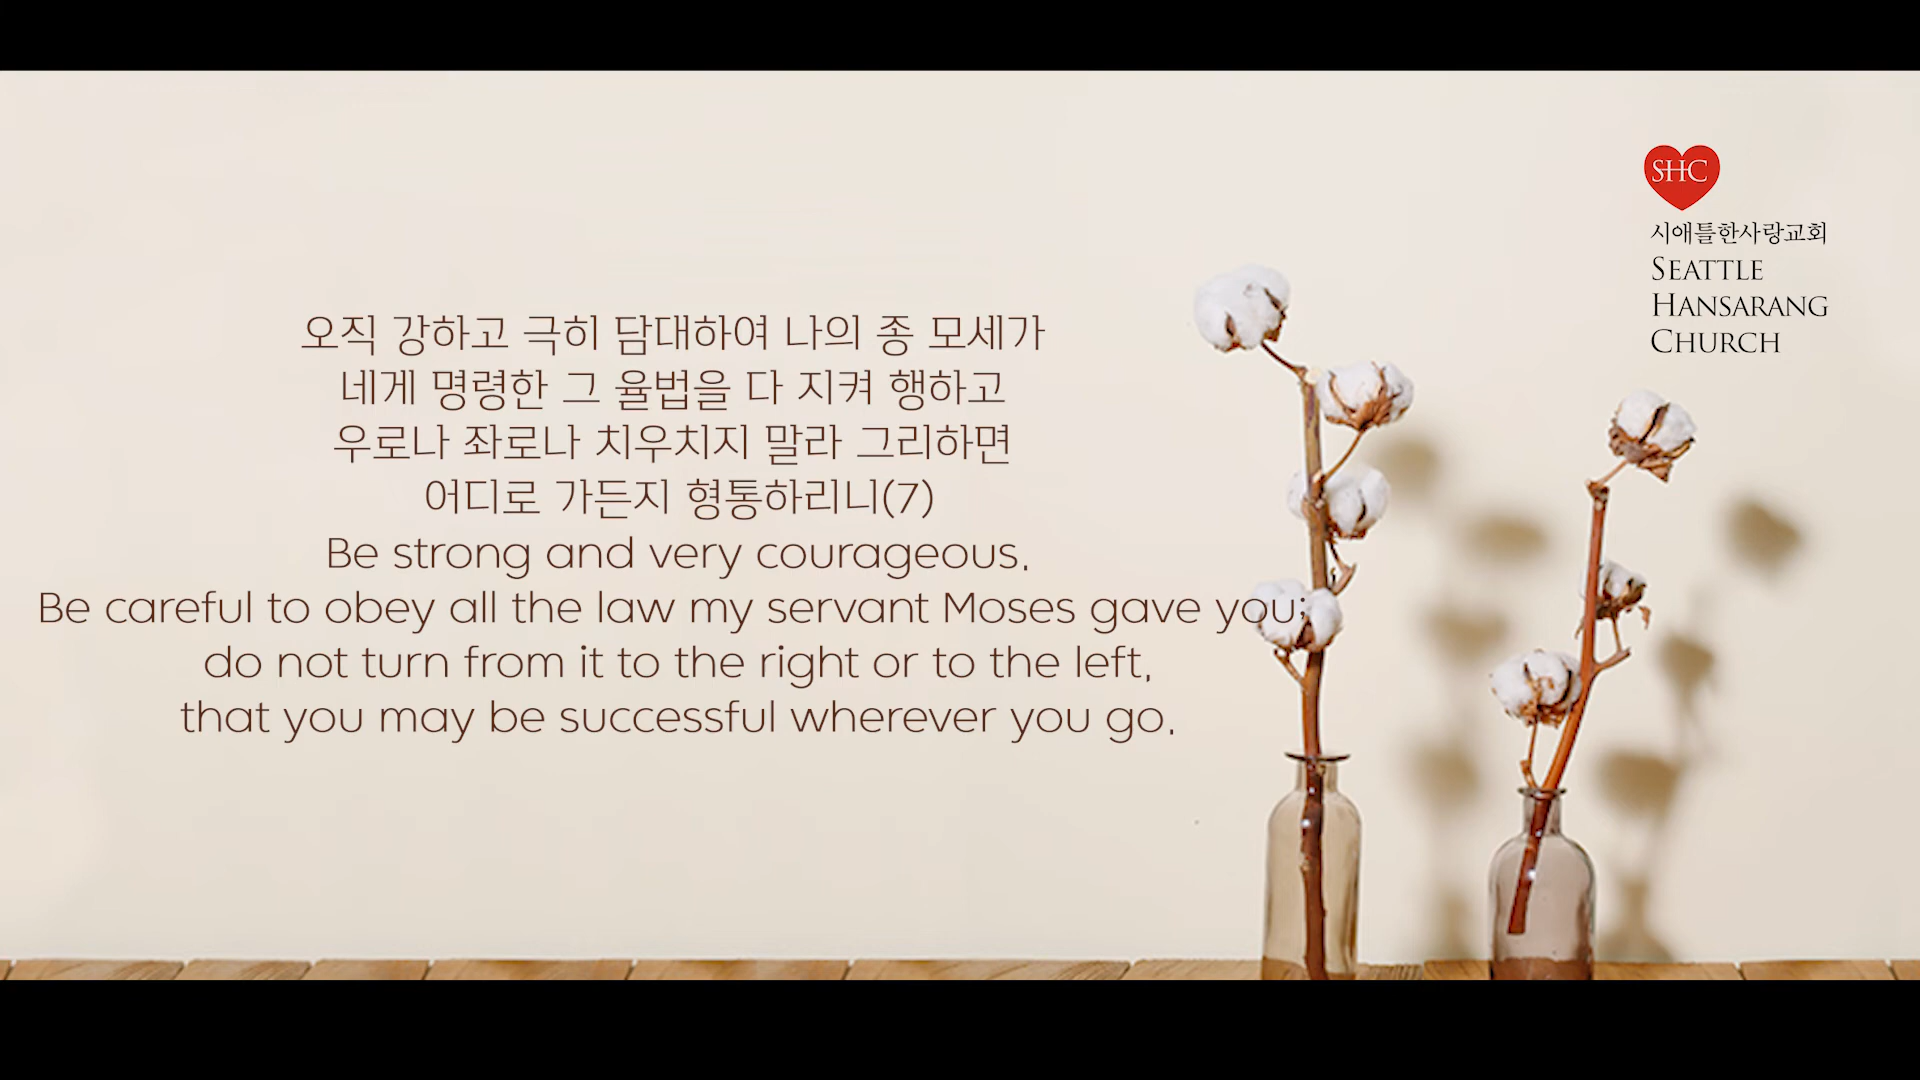 SHC
시애틀한사랑교회
SEATTLE
HANSARANG
CHURCH
오직 강하고 극히 담대하여 나의 종 모세가
네게 명령한 그 율법을 다 지켜 행하고
우로나 좌로나 치우치지 말라 그리하면
어디로 가든지 형통하리니(7)
Be strong and very courageous.
Be careful to obey all the law my servant Moses gave you;
do not turn from it to the right or to the left,
that you may be successful wherever you go.